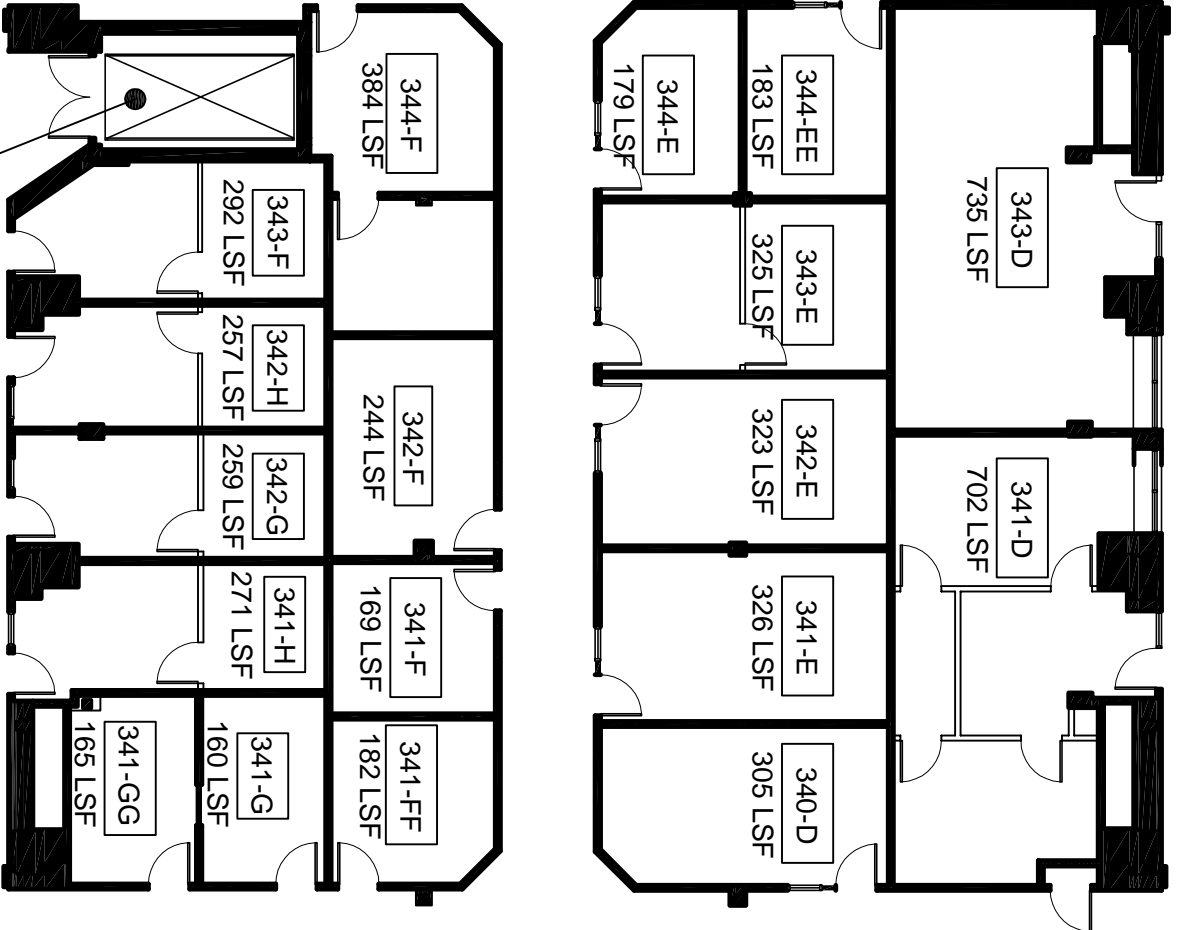 344-F
384 LSF
343-F
292 LSF
342-H
257 LSF
342-F
244 LSF
342-G
259 LSF
341-H
271 LSF
341-F
169 LSF
341-FF
182 LSF
341-G
160 LSF
341-GG
165 LSF
344-E
179 LSF
344-EE
183 LSF
343-D
735 LSF
343-E
325 LSF
342-E
323 LSF
341-D
702 LSF
341-E
326 LSF
340-D
305 LSF